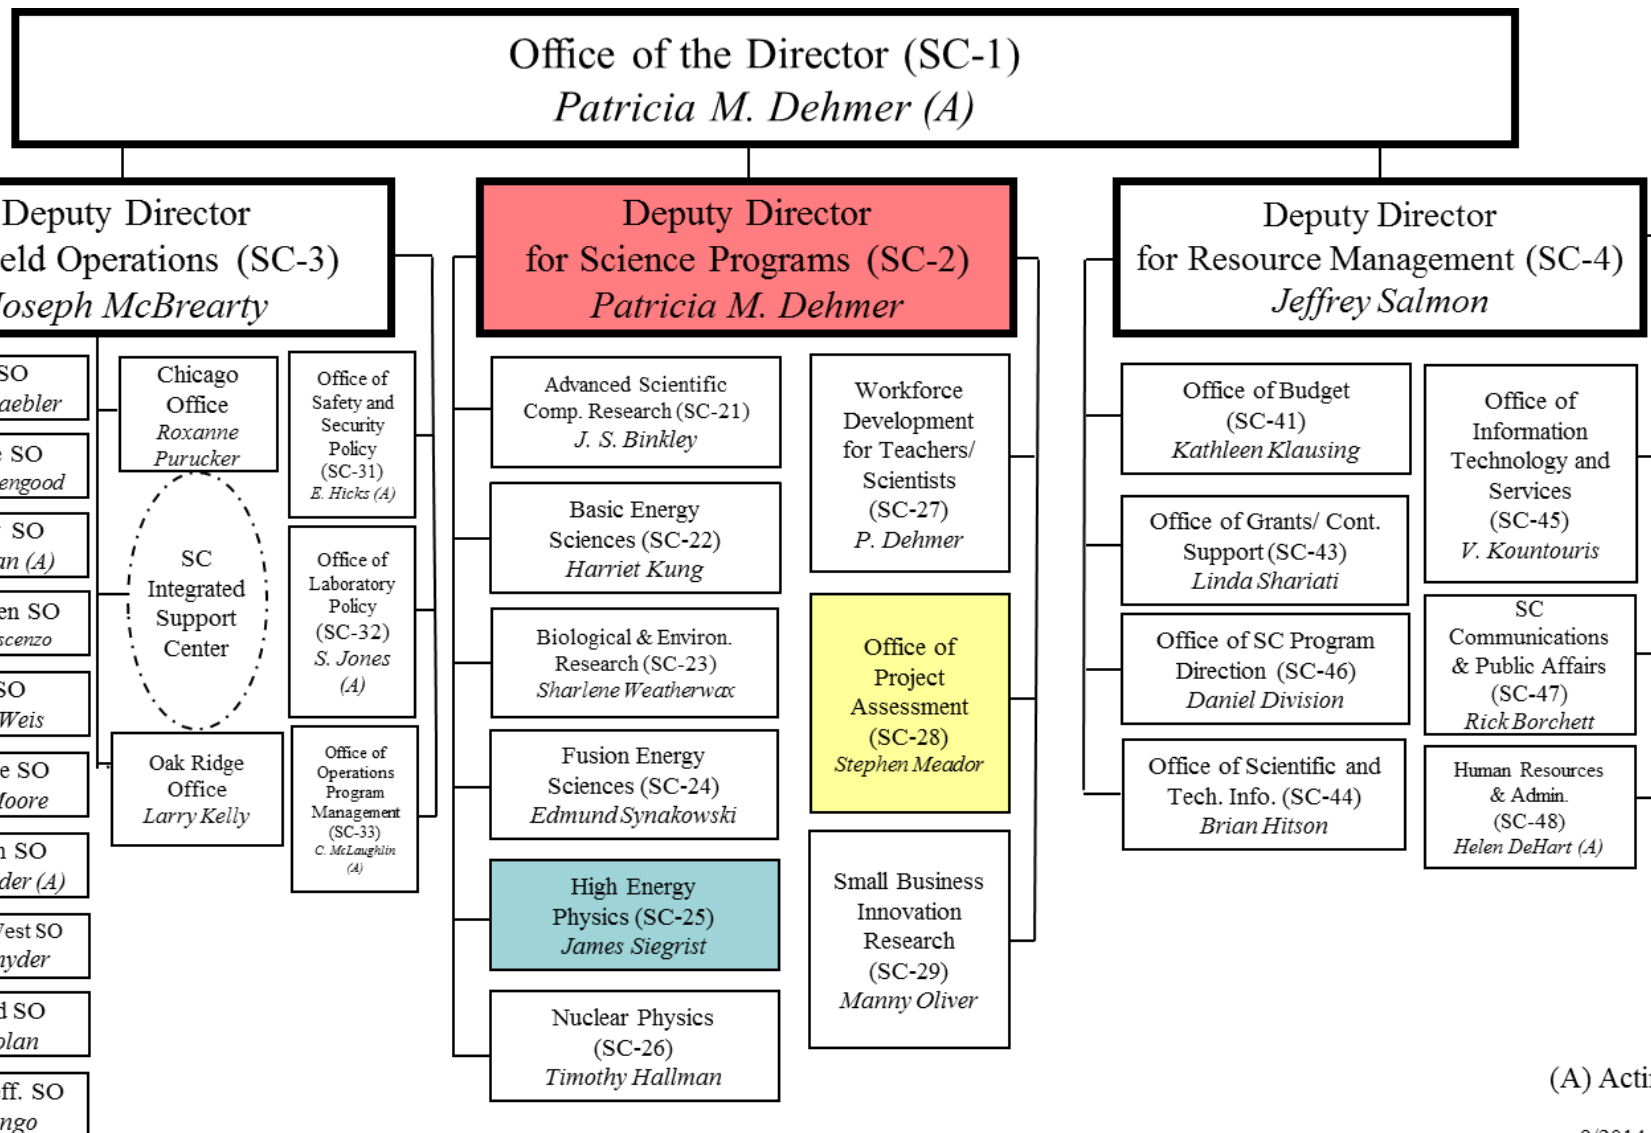 Office of the Director (SC-1)
Patricia M. Dehmer (A)
Deputy Director
eld Operations (SC-3)
oseph McBrearty
Deputy Director
for Science Programs (SC-2)
Patricia M. Dehmer
Deputy Director
for Resource Management (SC-4)
Jeffrey Salmon
SO
aebler
SO
engood
SO
an (A)
en SO
scenzo
SO
Weis
e SO
Moore
SO
der (A)
Vest SO
nyder
d SO
olan
eff. SO
ngo
Chicago
Office
Roxanne
Purucker
SC
Integrated
Support
Center
Oak Ridge
Office
Larry Kelly
Office of
Safety and
Security
Policy
(SC-31)
E. Hicks (A)
Office of
Laboratory
Policy
(SC-32)
S. Jones
(A)
Office of
Operations
Program
Management
(SC-33)
C. McLaughlin
(A)
Advanced Scientific
Comp. Research (SC-21)
J. S. Binkley
Basic Energy
Sciences (SC-22)
Harriet Kung
Biological & Environ.
Research (SC-23)
Sharlene Weatherwax
Fusion Energy
Sciences (SC-24)
Edmund Synakowski
High Energy
Physics (SC-25)
James Siegrist
Nuclear Physics
(SC-26)
Timothy Hallman
Workforce
Development
for Teachers/
Scientists
(SC-27)
P. Dehmer
Office of
Project
Assessment
(SC-28)
Stephen Meador
Small Business
Innovation
Research
(SC-29)
Manny Oliver
Office of Budget
(SC-41)
Kathleen Klausing
Office of Grants/ Cont.
Support (SC-43)
Linda Shariati
Office of SC Program
Direction (SC-46)
Daniel Division
Office of Scientific and
Tech. Info. (SC-44)
Brian Hitson
Office of
Information
Technology and
Services
(SC-45)
V. Kountouris
SC
Communications
& Public Affairs
(SC-47)
Rick Borchett
Human Resources
& Admin.
(SC-48)
Helen DeHart (A)
(A) Acti